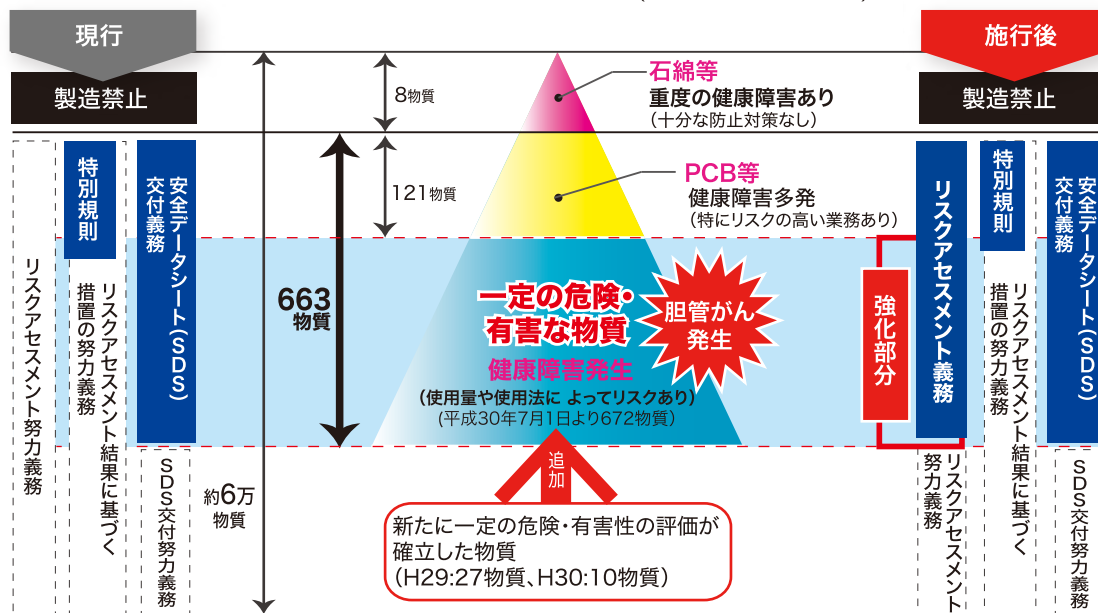 現行
製造禁止
特別規則
安全データシート(SDS)
交付義務
リスクアセスメント努力義務
リスクアセスメント結果に基づく
措置の努力義務
SDS交付努力義務
8物質
121物質
663
物質
約6万
物質
石綿等
重度の健康障害あり
(十分な防止対策なし)
PCB等
健康障害多発
(特にリスクの高い業務あり)
一定の危険・
有害な物質
健康障害発生
(使用量や使用法に よってリスクあり)
(平成30年7月1日より672物質)
胆管がん
発生
追加
新たに一定の危険・有害性の評価が
確立した物質
(H29:27物質、H30:10物質)
施行後
製造禁止
強化部分
リスクアセスメント義務
リスクアセスメント
努力義務
特別規則
リスクアセスメント結果に基づく
措置の努力義務
安全データシート(SDS)
交付義務
SDS交付努力義務